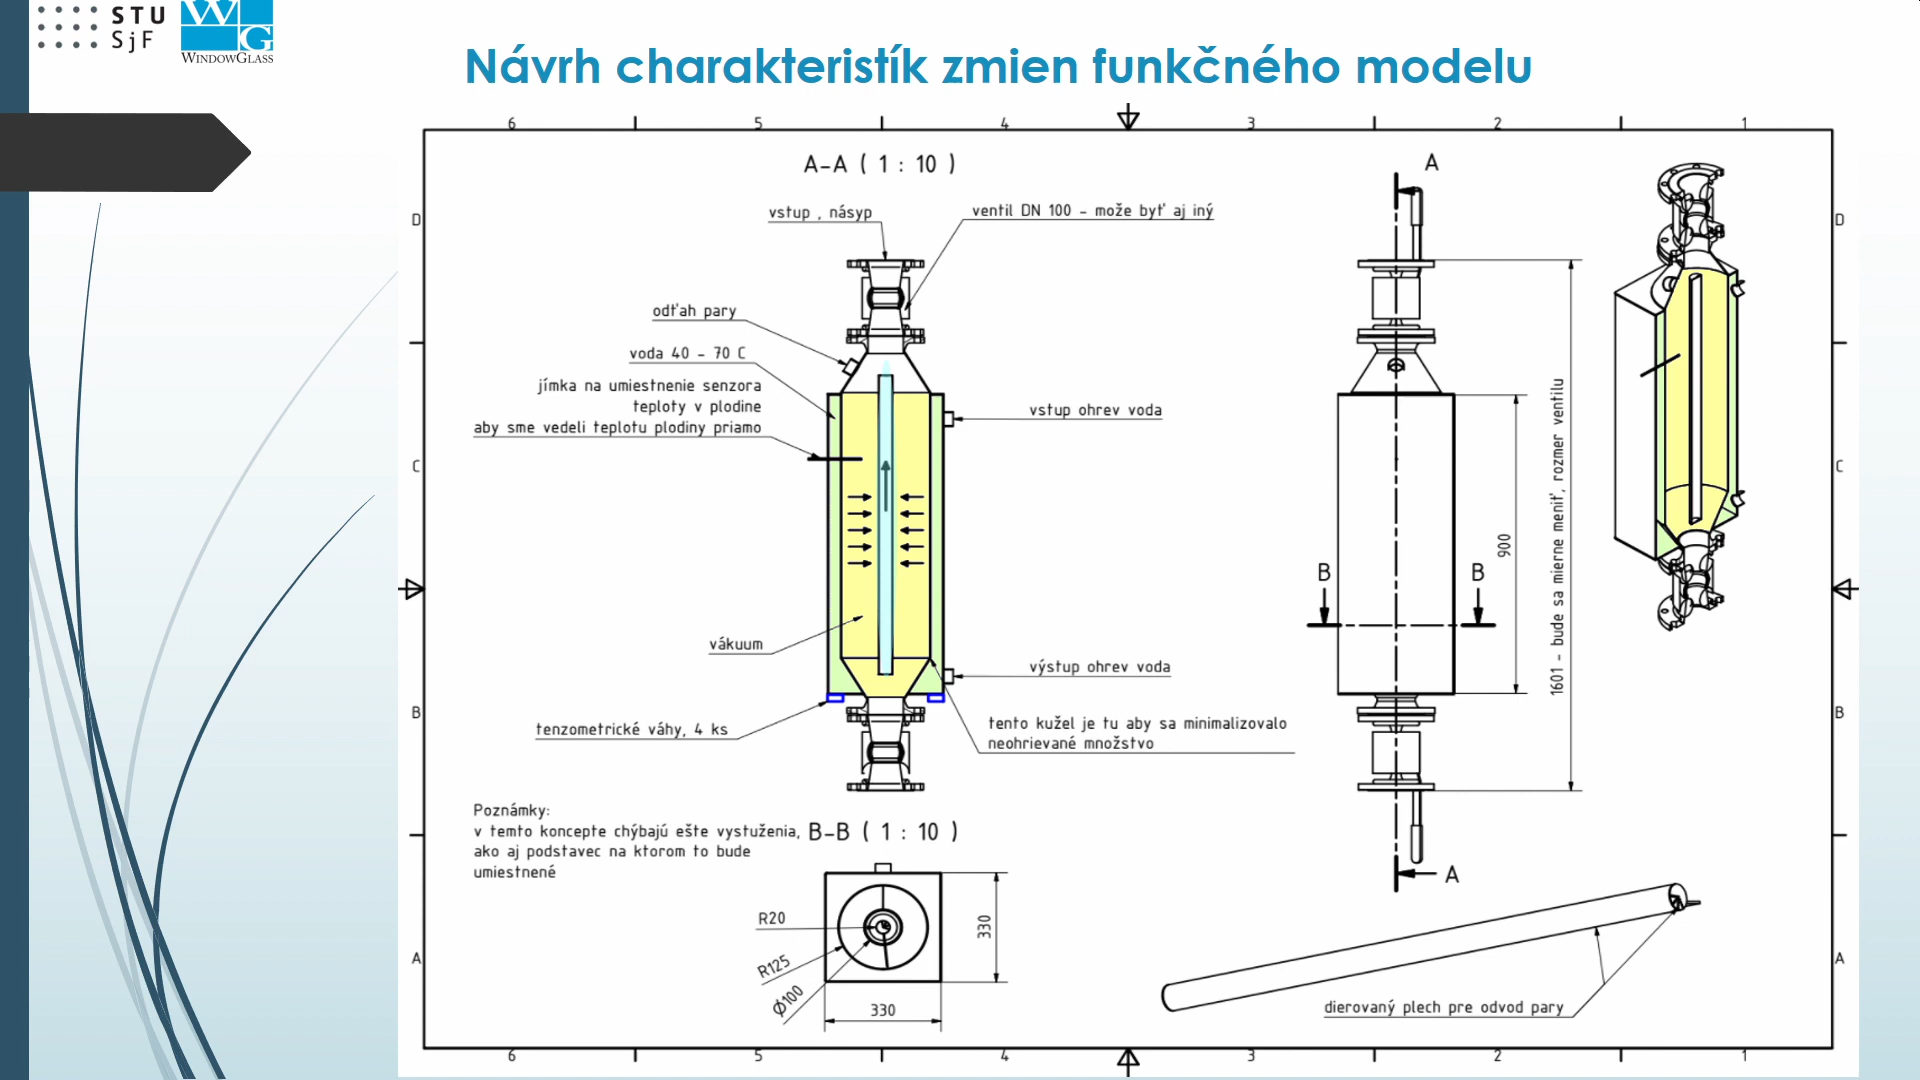 STU
SjF
W
G
WINDOWGLASS
Návrh charakteristík zmien funkčného modelu
6 5 4 3 2 1
A-A ( 1 : 10 )
A
D
D
vstup , násyp
ventil DN 100 - može byť aj iný
odťah pary
voda 40 - 70 C
jímka na umiestnenie senzora
teploty v plodine
aby sme vedeli teplotu plodiny priamo
vstup ohrev voda
C
C
900
1601 - bude sa mierne meniť, rozmer ventilu
B
B
vákuum
výstup ohrev voda
B
B
tenzometrické váhy, 4 ks
tento kužel je tu aby sa minimalizovalo
neohrievané množstvo
Poznámky:
v temto koncepte chýbajú ešte vystuženia,
ako aj podstavec na ktorom to bude
umiestnené
B-B ( 1 : 10 )
A
R20
R125
Ø100
330
330
A
A
dierovaný plech pre odvod pary
6 5 4 3 2 1